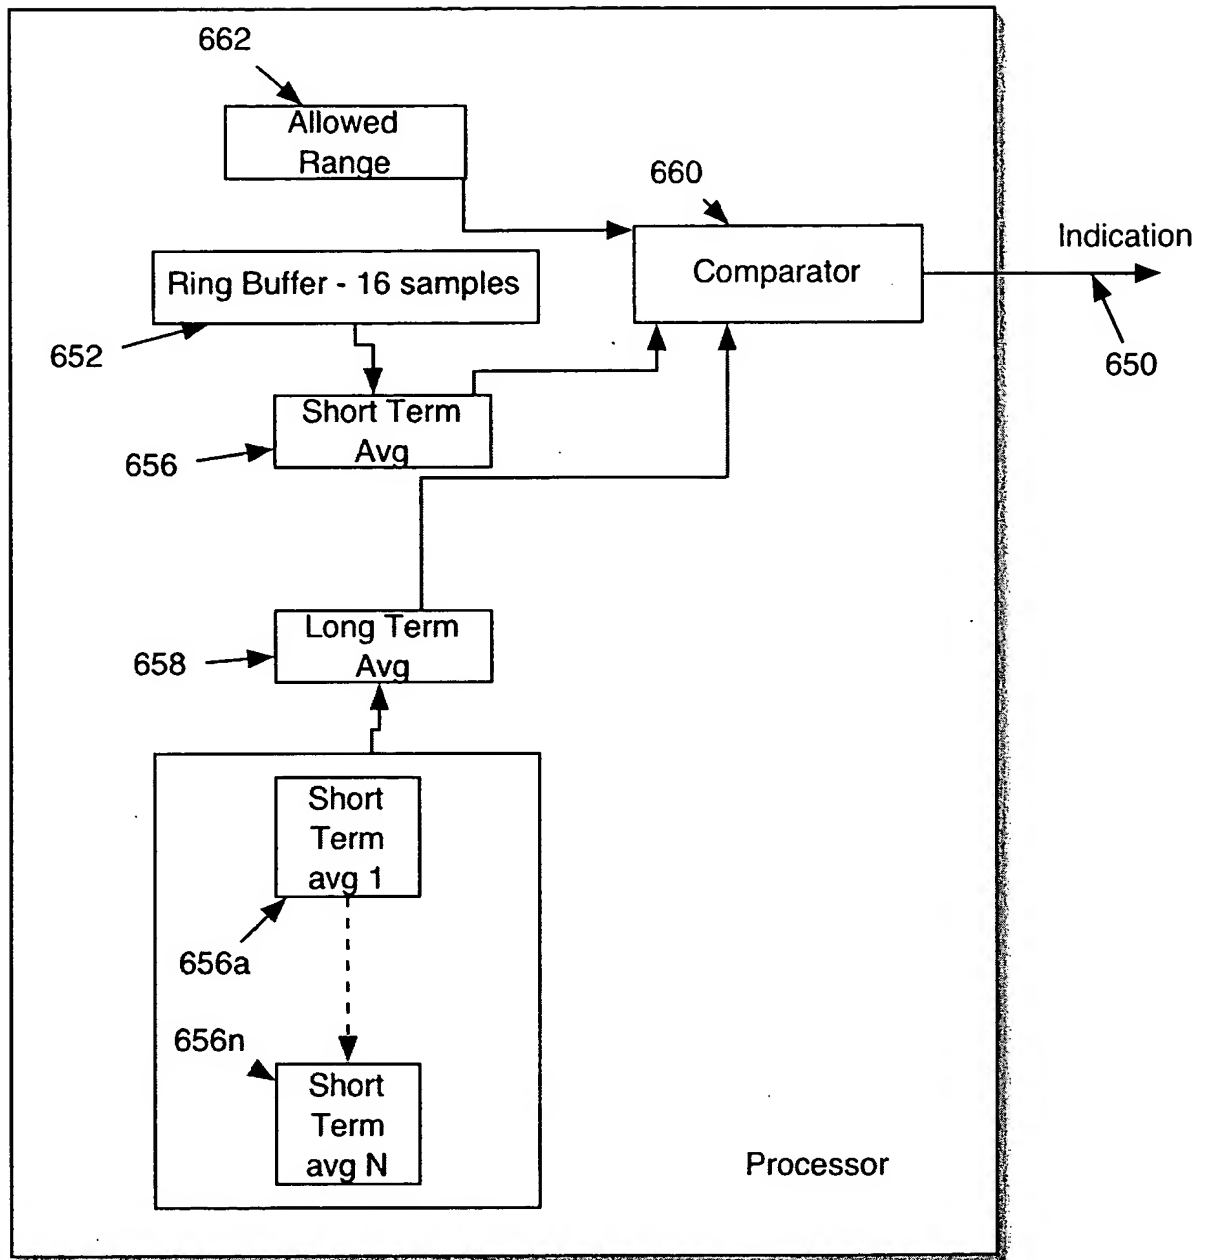 662
Allowed
Range
660
Comparator
Indication
650
Ring Buffer - 16 samples
652
Short Term
Avg
656
Long Term
Avg
658
Short
Term
avg 1
656a
656n
Short
Term
avg N
Processor